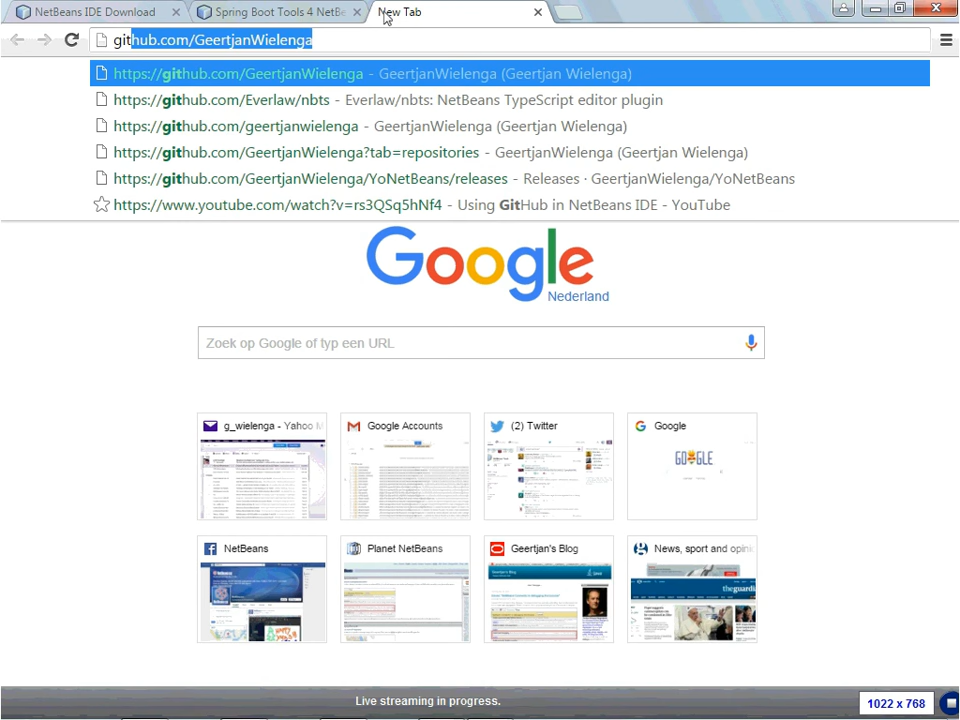 NetBeans IDE Download
Spring Boot Tools 4 NetBe
New Tab
github.com/GeertjanWielenga
https://github.com/GeertjanWielenga - GeertjanWielenga (Geertjan Wielenga)
https://github.com/Everlaw/nbts - Everlaw/nbts: NetBeans TypeScript editor plugin
https://github.com/geertjanwielenga - GeertjanWielenga (Geertjan Wielenga)
https://github.com/GeertjanWielenga?tab=repositories - GeertjanWielenga (Geertjan Wielenga)
https://github.com/GeertjanWielenga/YoNetBeans/releases - Releases · GeertjanWielenga/YoNetBeans
https://www.youtube.com/watch?v=rs3QSq5hNf4 - Using GitHub in NetBeans IDE - YouTube
Google
Nederland
Zoek op Google of typ een URL
g_wielenga - Yahoo M
Google Accounts
(2) Twitter
Google
GOOGLE
NetBeans
Planet NetBeans
Geertjan's Blog
News, sport and opini
theguardian
Live streaming in progress.
1022 x 768